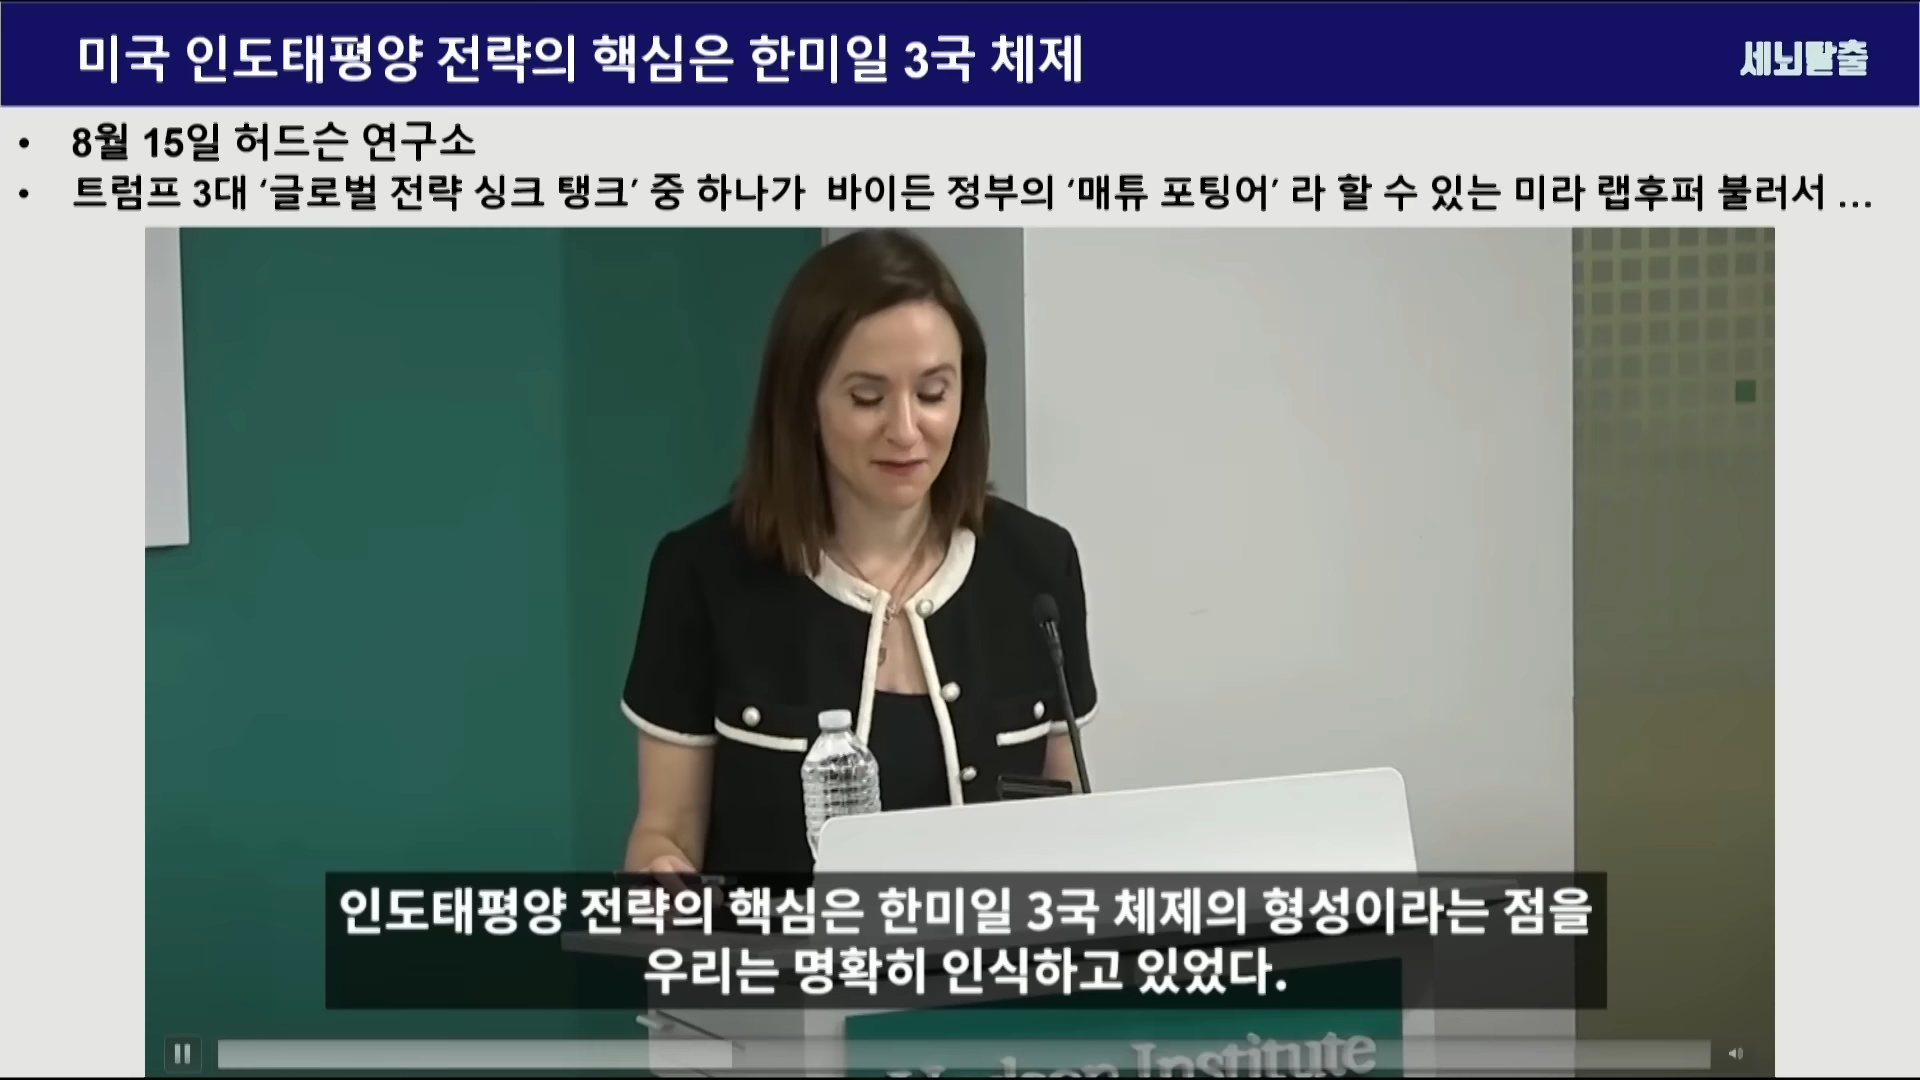 미국 인도태평양 전략의 핵심은 한미일 3국 체제
세뇌탈출
• 8월 15일 허드슨 연구소
• 트럼프 3대 ‘글로벌 전략 싱크 탱크’ 중 하나가 바이든 정부의 ‘매튜 포팅어’ 라 할 수 있는 미라 랩후퍼 불러서 ...
인도태평양 전략의 핵심은 한미일 3국 체제의 형성이라는 점을
우리는 명확히 인식하고 있었다.
Hudson Institute